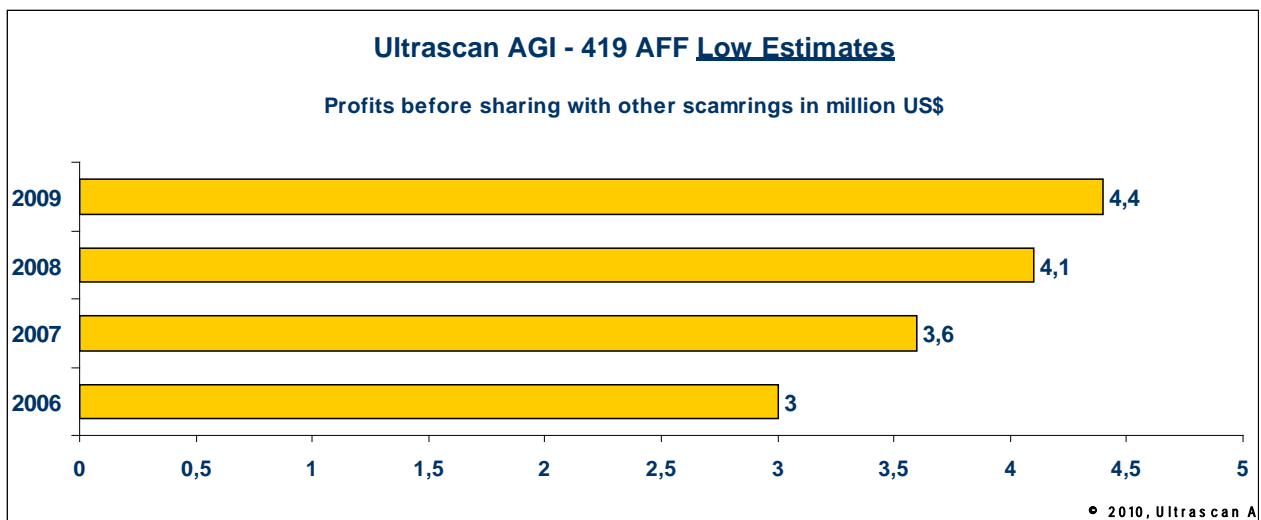 Ultrascan AGI - 419 AFF Low Estimates
Profits before sharing with other scamrings in million US$
2009 4,4
2008 4,1
2007 3,6
2006 3
0 0,5 1 1,5 2 2,5 3 3,5 4 4,5 5
© 2010, Ultrascan A